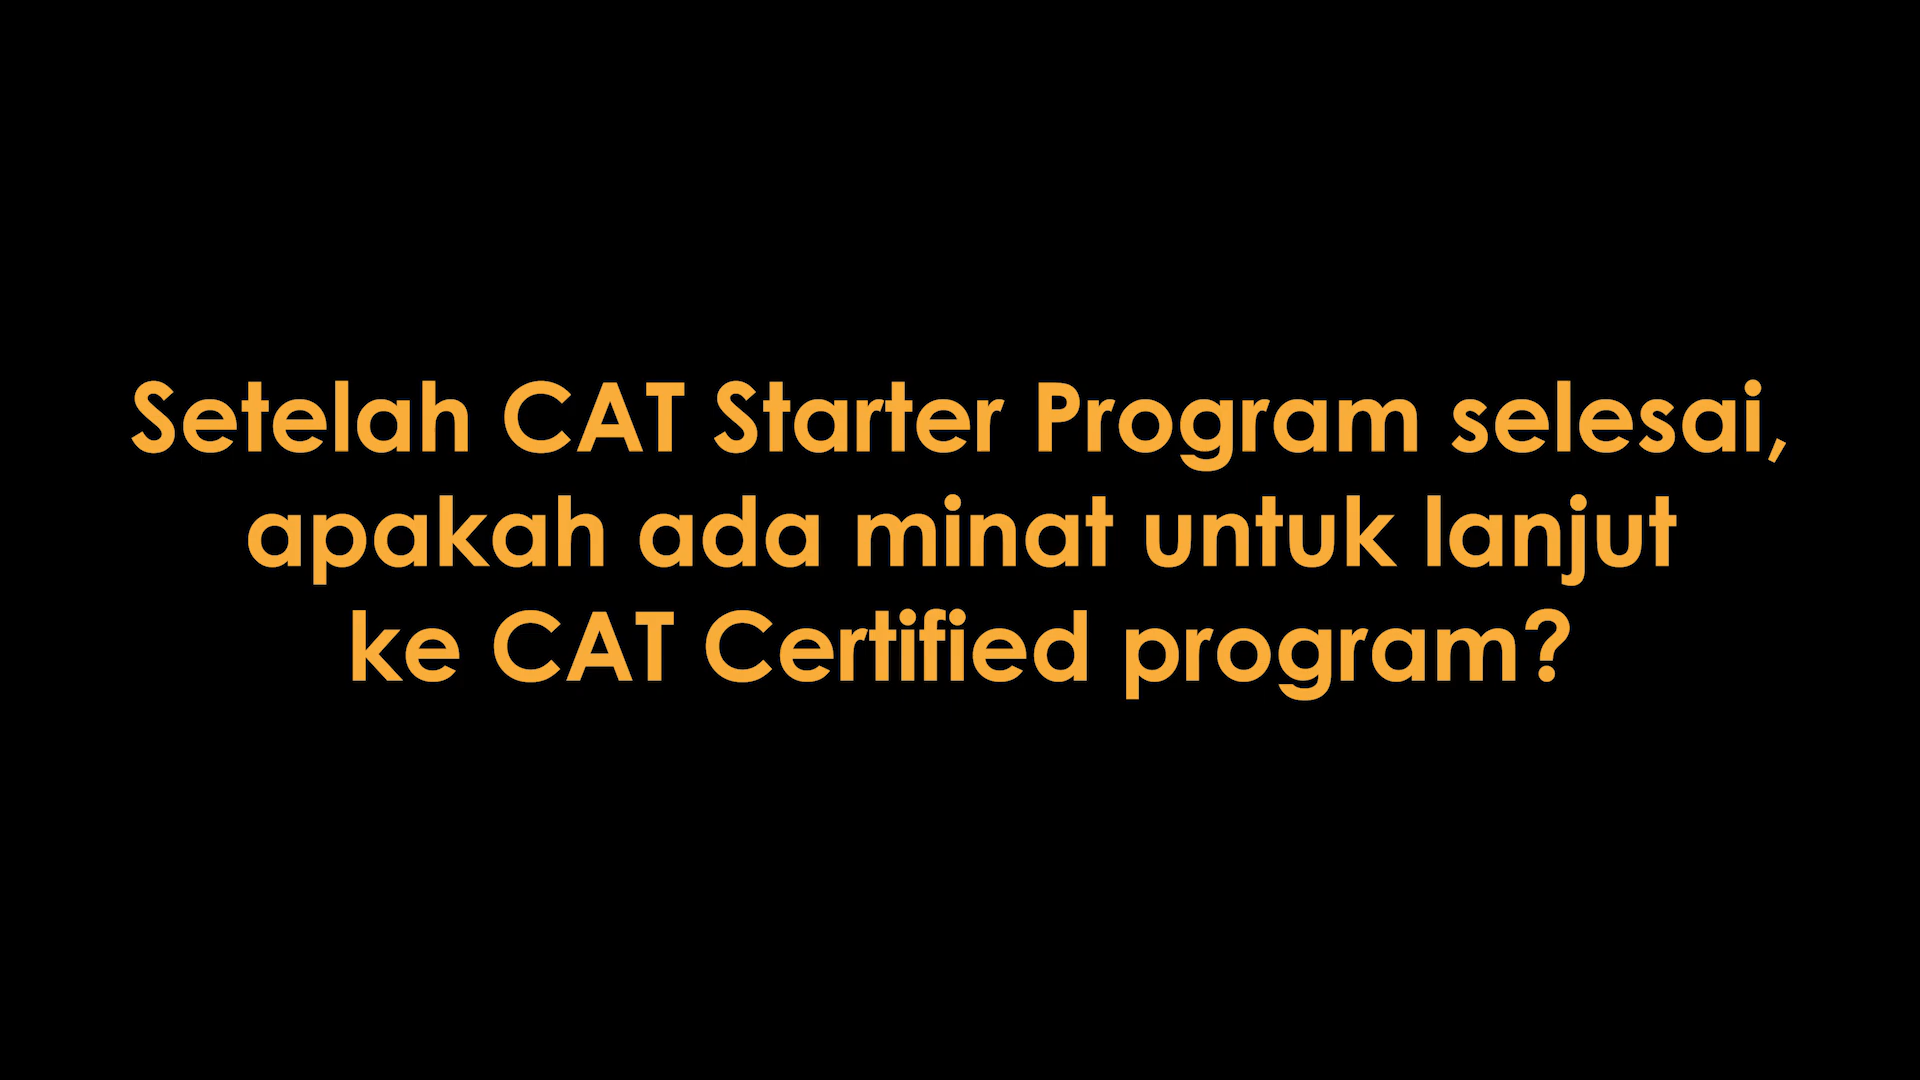 Setelah CAT Starter Program selesai,
apakah ada minat untuk lanjut
ke CAT Certified program?